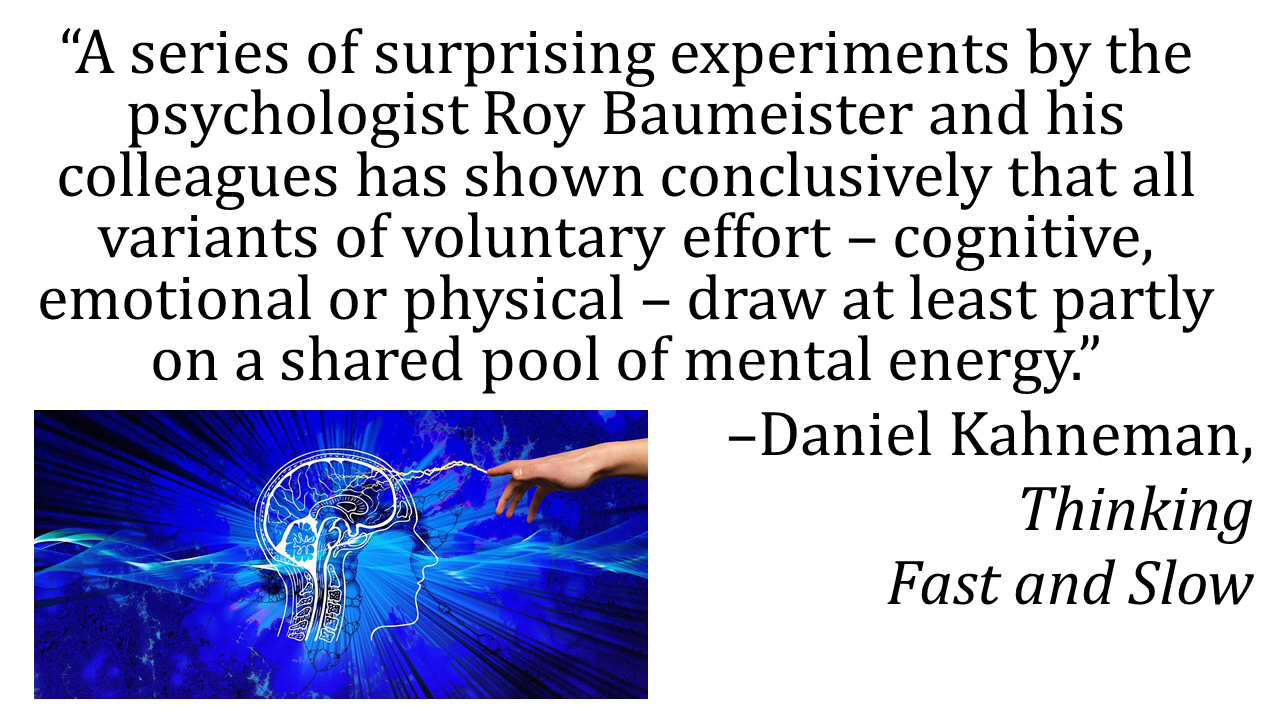 “A series of surprising experiments by the
psychologist Roy Baumeister and his
colleagues has shown conclusively that all
variants of voluntary effort – cognitive,
emotional or physical – draw at least partly
on a shared pool of mental energy.”
–Daniel Kahneman,
Thinking
Fast and Slow